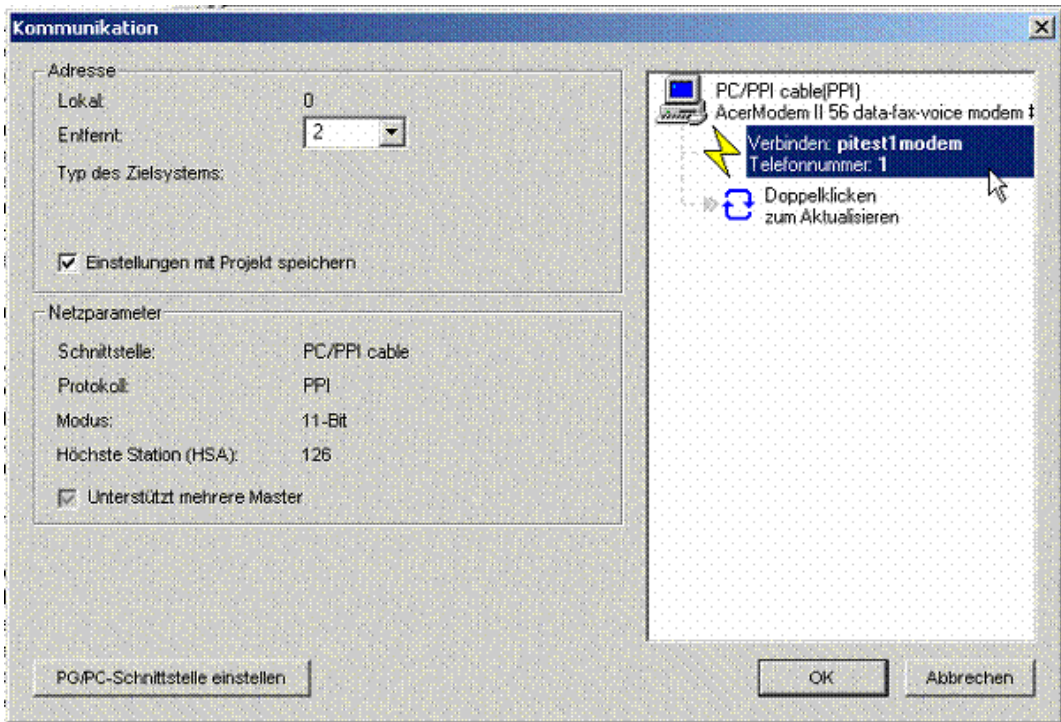 Kommunikation
Adresse
Lokal: 0
Entfernt: 2
Typ des Zielsystems:
Einstellungen mit Projekt speichern
Netzparameter
Schnittstelle: PC/PPI cable
Protokoll: PPI
Modus: 11-Bit
Höchste Station (HSA): 126
Unterstützt mehrere Master
PG/PC-Schnittstelle einstellen
PC/PPI cable(PPI)
AcerModem II 56 data-fax-voice modem
Verbinden: pitest1modem
Telefonnummer: 1
Doppelklicken
zum Aktualisieren
OK
Abbrechen